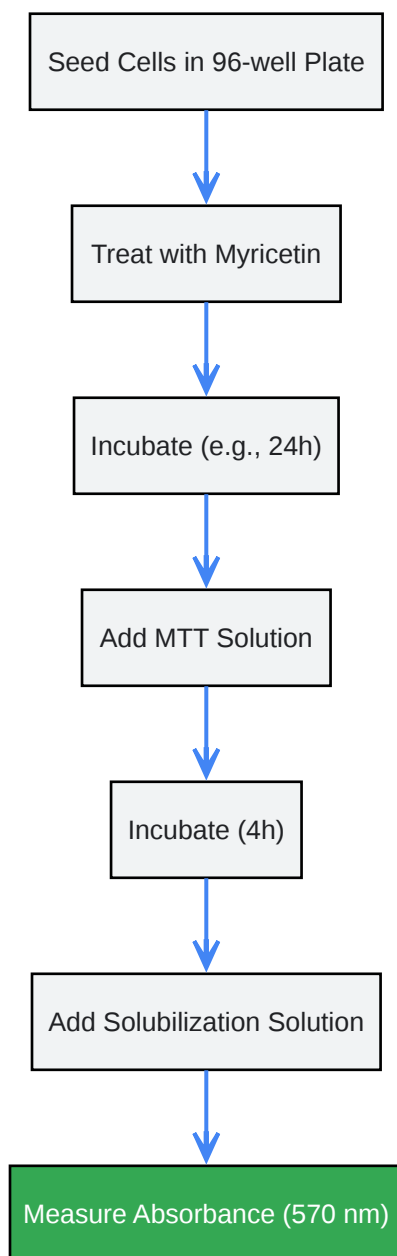 Seed Cells in 96-well Plate
Treat with Myricetin
Incubate (e.g., 24h)
Add MTT Solution
Incubate (4h)
Add Solubilization Solution
Measure Absorbance (570 nm)